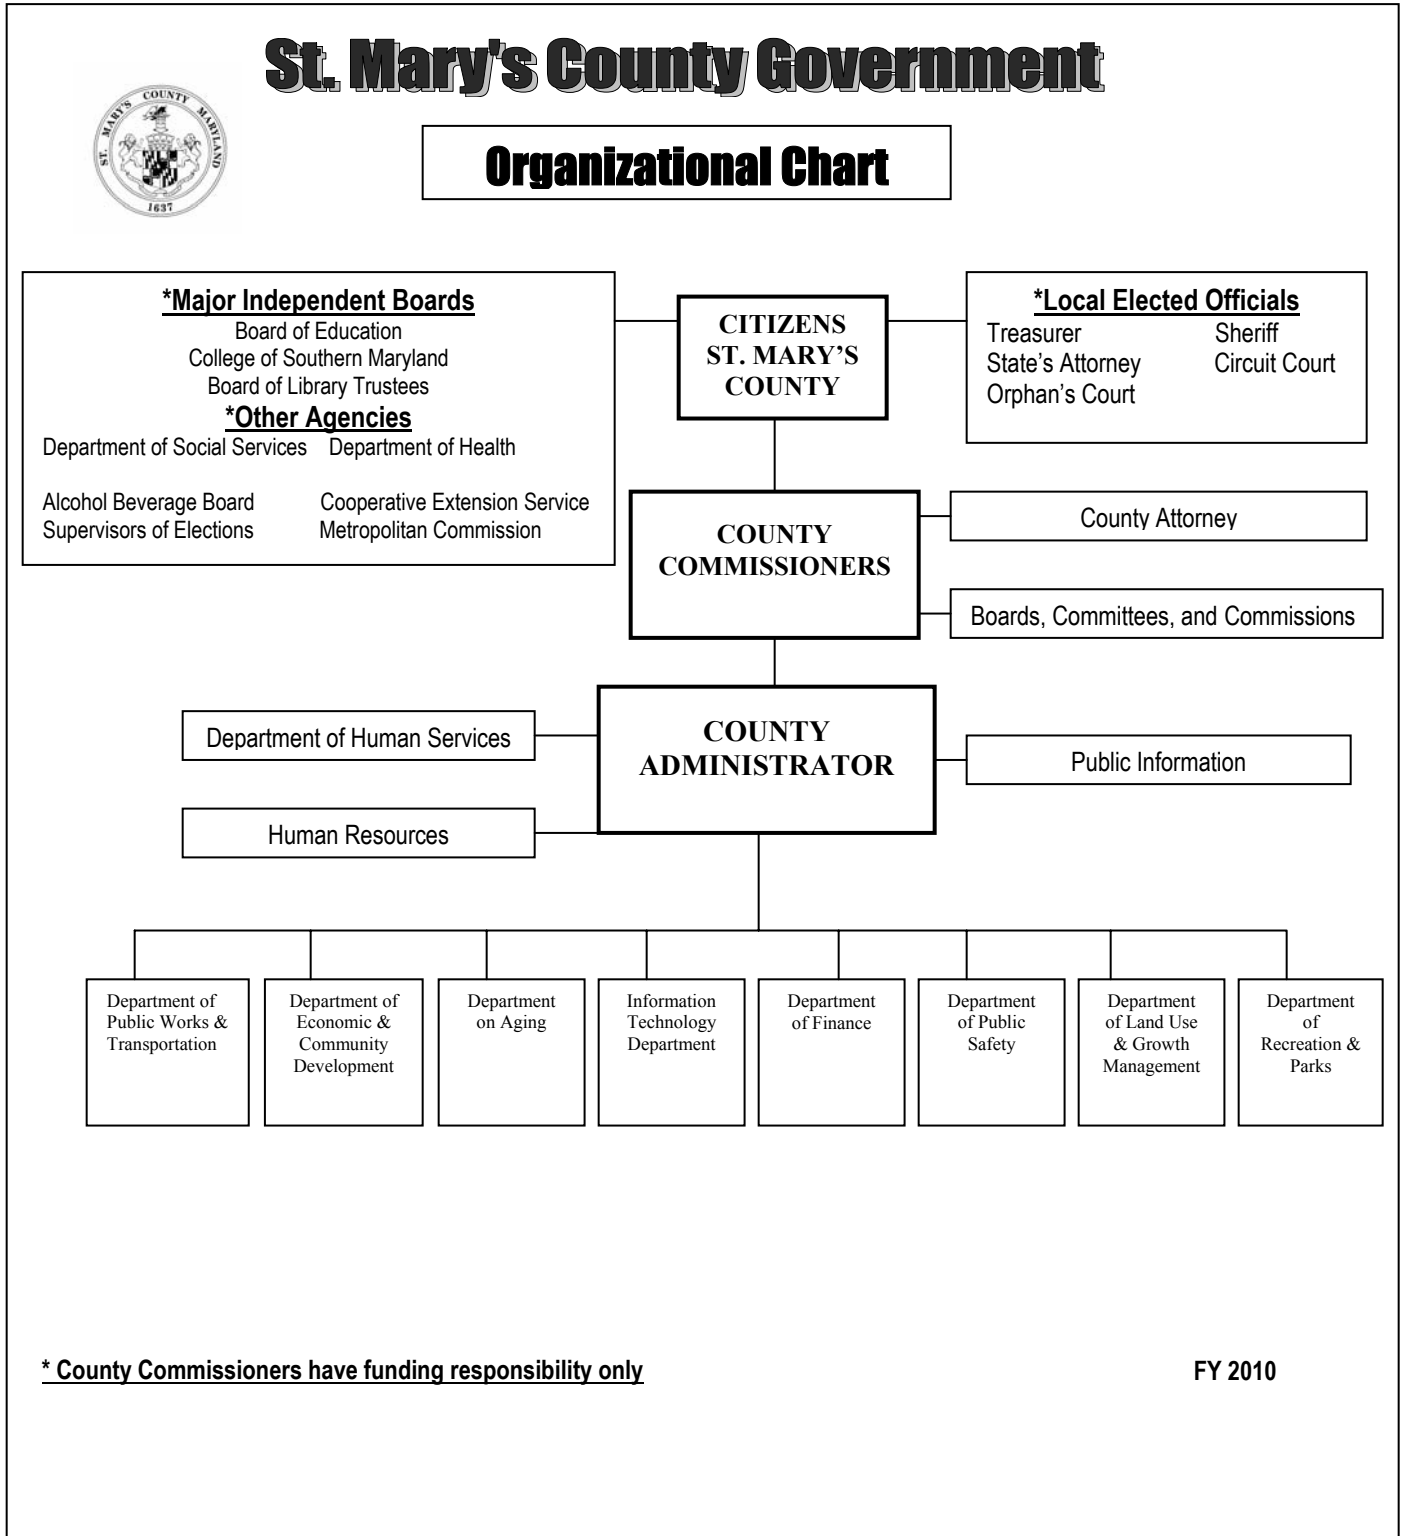 St. Mary's County Government
ST. MARY'S COUNTY MARYLAND
1637
Organizational Chart
*Major Independent Boards
Board of Education
College of Southern Maryland
Board of Library Trustees
*Other Agencies
Department of Social Services Department of Health
Alcohol Beverage Board Cooperative Extension Service
Supervisors of Elections Metropolitan Commission
CITIZENS
ST. MARY’S
COUNTY
*Local Elected Officials
Treasurer Sheriff
State’s Attorney Circuit Court
Orphan’s Court
COUNTY
COMMISSIONERS
County Attorney
Boards, Committees, and Commissions
Department of Human Services
COUNTY
ADMINISTRATOR
Public Information
Human Resources
Department of
Public Works &
Transportation
Department of
Economic &
Community
Development
Department
on Aging
Information
Technology
Department
Department
of Finance
Department
of Public
Safety
Department
of Land Use
& Growth
Management
Department
of
Recreation &
Parks
* County Commissioners have funding responsibility only
FY 2010